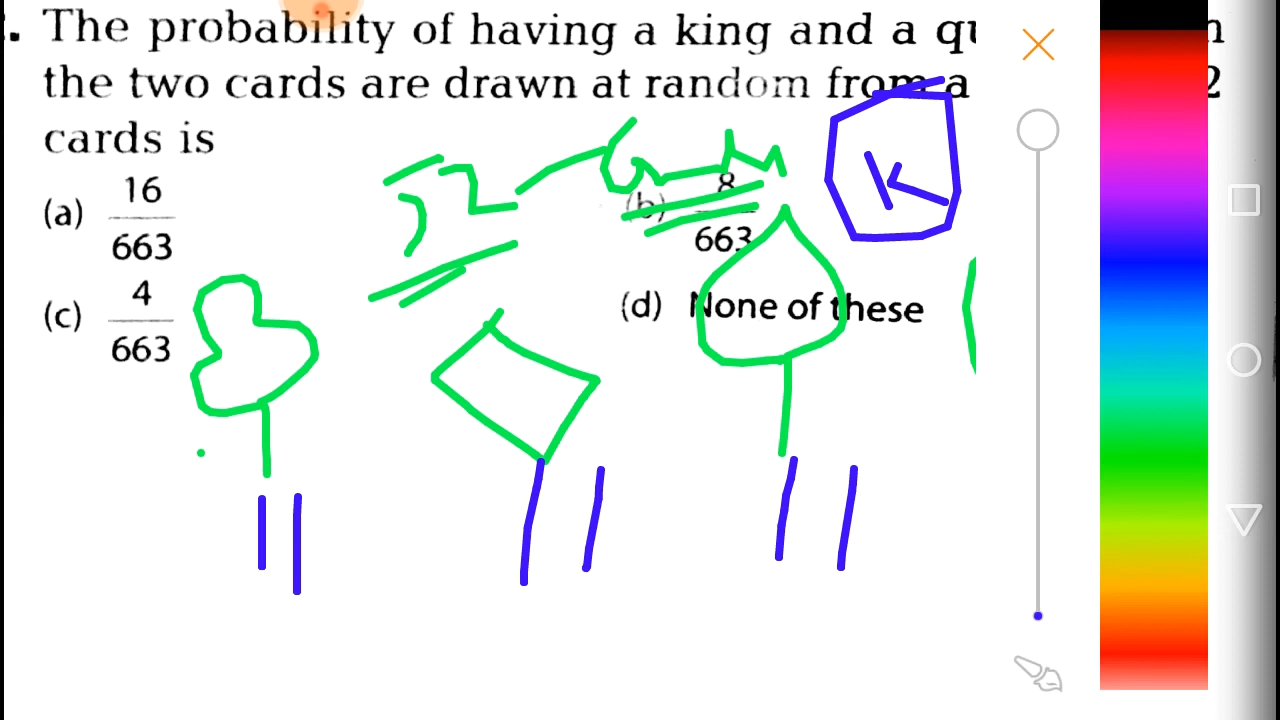 The probability of having a king and a
the two cards are drawn at random from a
cards is
(a) 16/663
(b) 8/663
(c) 4/663
(d) None of these
52
K